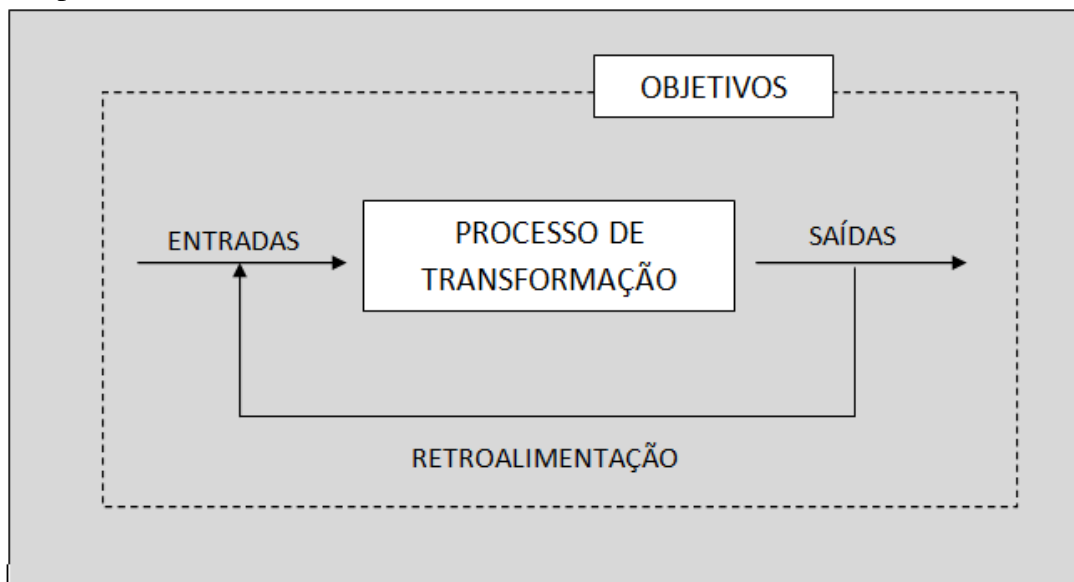 OBJETIVOS
ENTRADAS
PROCESSO DE
TRANSFORMAÇÃO
SAÍDAS
RETROALIMENTAÇÃO